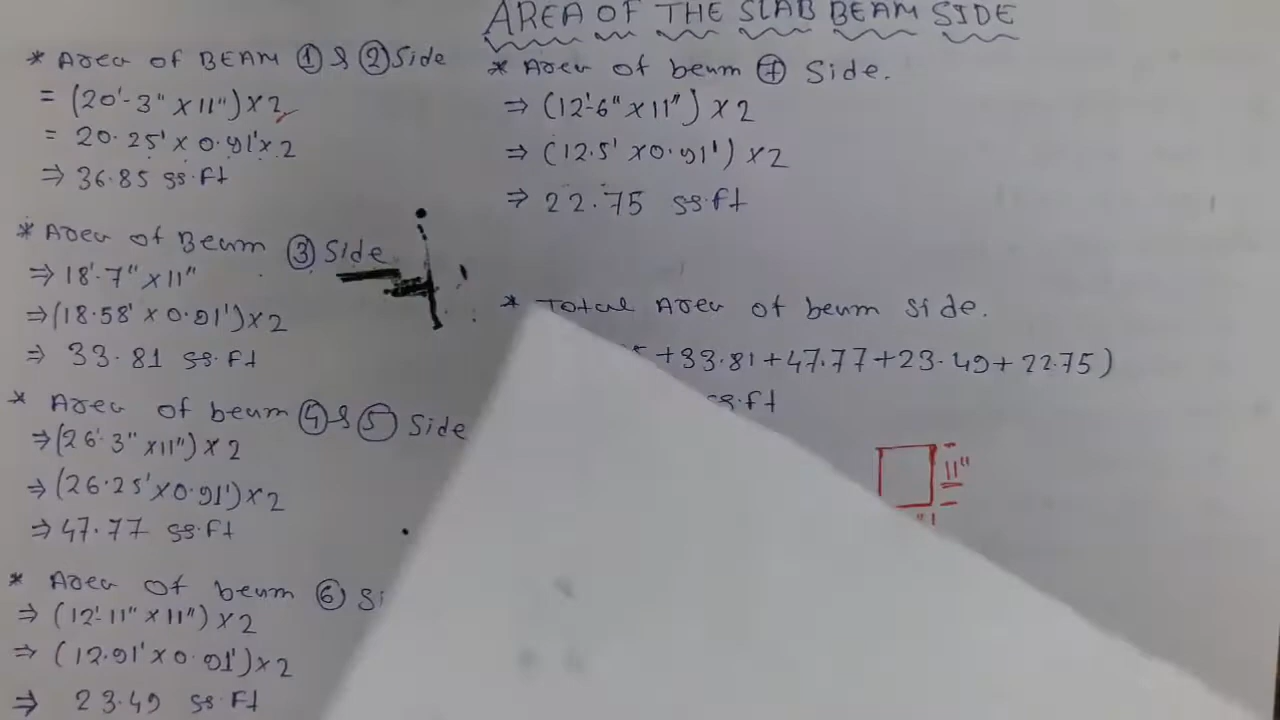 AREA OF THE SLAB BEAM SIDE
* Area of BEAM ① & ② Side
= (20'-3" x 11") x 2
= 20.25' x 0.91' x 2
⇒ 36.85 sq.ft
* Area of Beam ③ Side
⇒ 18'-7" x 11"
⇒ (18.58' x 0.91') x 2
⇒ 33.81 sq.ft
* Area of beam ④ & ⑤ Side
⇒ (26'3" x 11") x 2
⇒ (26.25' x 0.91') x 2
⇒ 47.77 sq.ft
* Area of beam ⑥ Si
⇒ (12'-11" x 11") x 2
⇒ (12.91' x 0.91') x 2
⇒ 23.49 sq.ft
* Area of beam ⑦ Side.
⇒ (12'-6" x 11") x 2
⇒ (12.5' x 0.91') x 2
⇒ 22.75 sq.ft
* Total Area of beam side.
+33.81+47.77+23.49+22.75)
sq.ft
11"